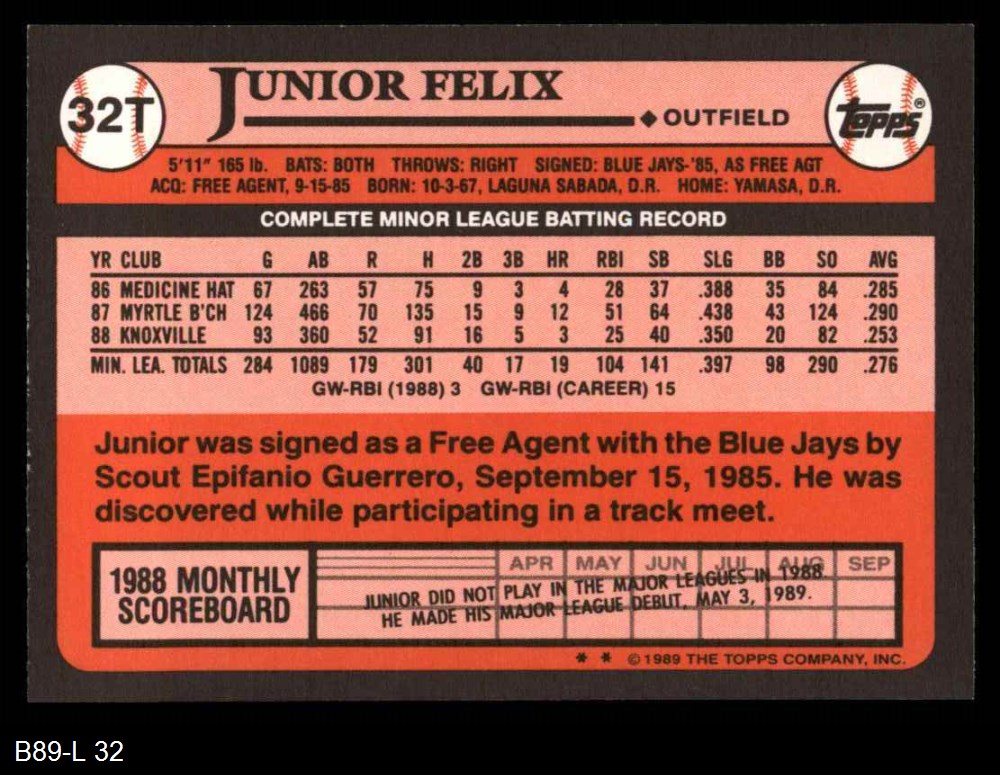 32T
JUNIOR FELIX
◆ OUTFIELD
TOPPS®
5'11" 165 lb. BATS: BOTH THROWS: RIGHT SIGNED: BLUE JAYS-'85, AS FREE AGT
ACQ: FREE AGENT, 9-15-85 BORN: 10-3-67, LAGUNA SABADA, D.R. HOME: YAMASA, D.R.
COMPLETE MINOR LEAGUE BATTING RECORD
YR CLUB G AB R H 2B 3B HR RBI SB SLG BB SO AVG
86 MEDICINE HAT 67 263 57 75 9 3 4 28 37 .388 35 84 .285
87 MYRTLE B'CH 124 466 70 135 15 9 12 51 64 .438 43 124 .290
88 KNOXVILLE 93 360 52 91 16 5 3 25 40 .350 20 82 .253
MIN. LEA. TOTALS 284 1089 179 301 40 17 19 104 141 .397 98 290 .276
GW-RBI (1988) 3 GW-RBI (CAREER) 15
Junior was signed as a Free Agent with the Blue Jays by
Scout Epifanio Guerrero, September 15, 1985. He was
discovered while participating in a track meet.
1988 MONTHLY
SCOREBOARD
APR MAY JUN JUL AUG SEP
JUNIOR DID NOT PLAY IN THE MAJOR LEAGUES IN 1988.
HE MADE HIS MAJOR LEAGUE DEBUT, MAY 3, 1989.
* * © 1989 THE TOPPS COMPANY, INC.
B89-L 32